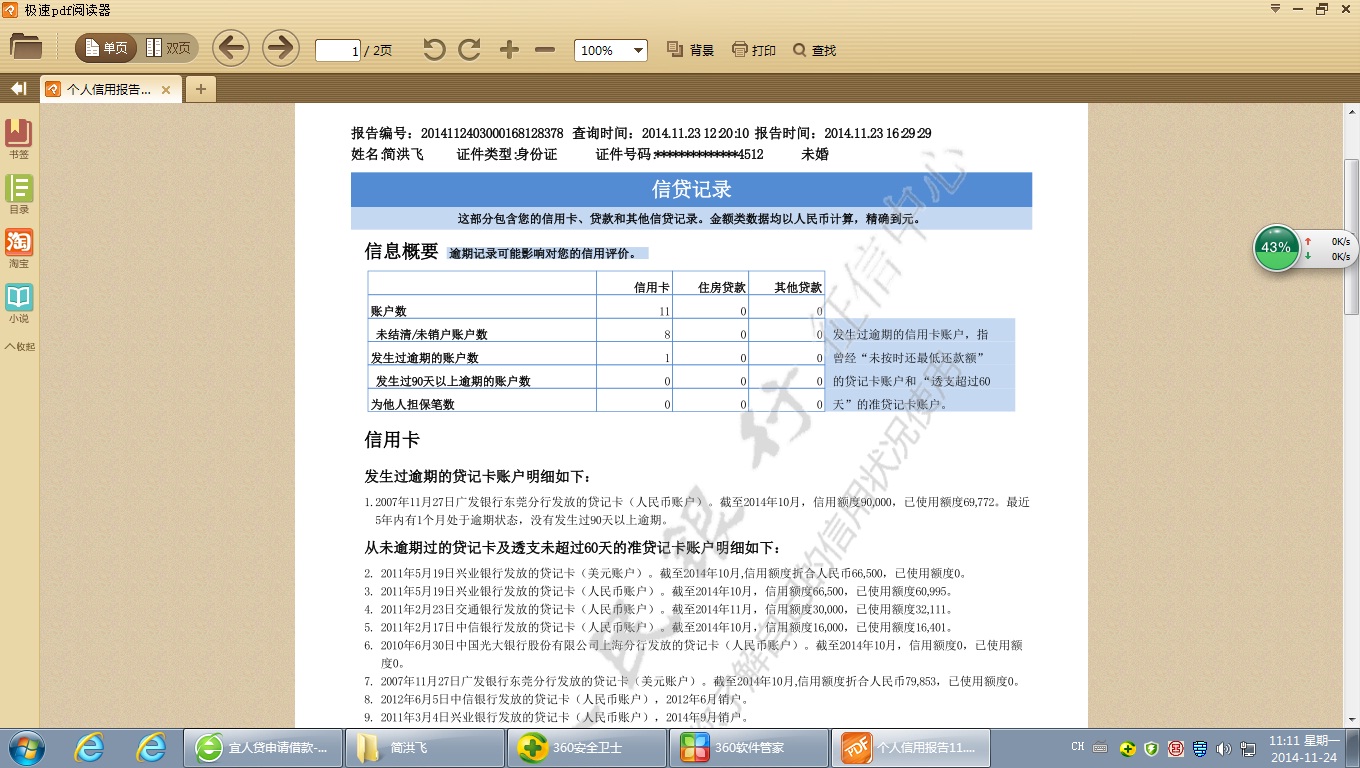 极速pdf阅读器
单页 双页 1 / 2页 100% 背景 打印 查找
个人信用报告...
书签
目录
淘
淘宝
小说
收起
报告编号：2014112403000168128378 查询时间：2014.11.23 12:20:10 报告时间：2014.11.23 16:29:29
姓名:简洪飞 证件类型:身份证 证件号码:**************4512 未婚
信贷记录
这部分包含您的信用卡、贷款和其他信贷记录。金额类数据均以人民币计算，精确到元。
信息概要 逾期记录可能影响对您的信用评价。
信用卡 住房贷款 其他贷款
账户数 11 0 0
未结清/未销户账户数 8 0 0
发生过逾期的账户数 1 0 0
发生过90天以上逾期的账户数 0 0 0
为他人担保笔数 0 0 0
发生过逾期的信用卡账户，指
曾经“未按时还最低还款额”
的贷记卡账户和 “透支超过60
天”的准贷记卡账户。
信用卡
发生过逾期的贷记卡账户明细如下：
1.2007年11月27日广发银行东莞分行发放的贷记卡（人民币账户）。截至2014年10月，信用额度90,000，已使用额度69,772。最近
5年内有1个月处于逾期状态，没有发生过90天以上逾期。
从未逾期过的贷记卡及透支未超过60天的准贷记卡账户明细如下：
2. 2011年5月19日兴业银行发放的贷记卡（美元账户）。截至2014年10月,信用额度折合人民币66,500，已使用额度0。
3. 2011年5月19日兴业银行发放的贷记卡（人民币账户）。截至2014年10月，信用额度66,500，已使用额度60,995。
4. 2011年2月23日交通银行发放的贷记卡（人民币账户）。截至2014年11月，信用额度30,000，已使用额度32,111。
5. 2011年2月17日中信银行发放的贷记卡（人民币账户）。截至2014年10月，信用额度16,000，已使用额度16,401。
6. 2010年6月30日中国光大银行股份有限公司上海分行发放的贷记卡（人民币账户）。截至2014年10月，信用额度0，已使用额
度0。
7. 2007年11月27日广发银行东莞分行发放的贷记卡（美元账户）。截至2014年10月,信用额度折合人民币79,853，已使用额度0。
8. 2012年6月5日中信银行发放的贷记卡（人民币账户），2012年6月销户。
9. 2011年3月4日兴业银行发放的贷记卡（人民币账户），2014年9月销户。
民银行 征信中心
了解自己的信用状况使用
43% 0K/s
0K/s
宜人贷申请借款-... 简洪飞 360安全卫士 360软件管家 PDF 个人信用报告11.... CH 11:11 星期一
2014-11-24